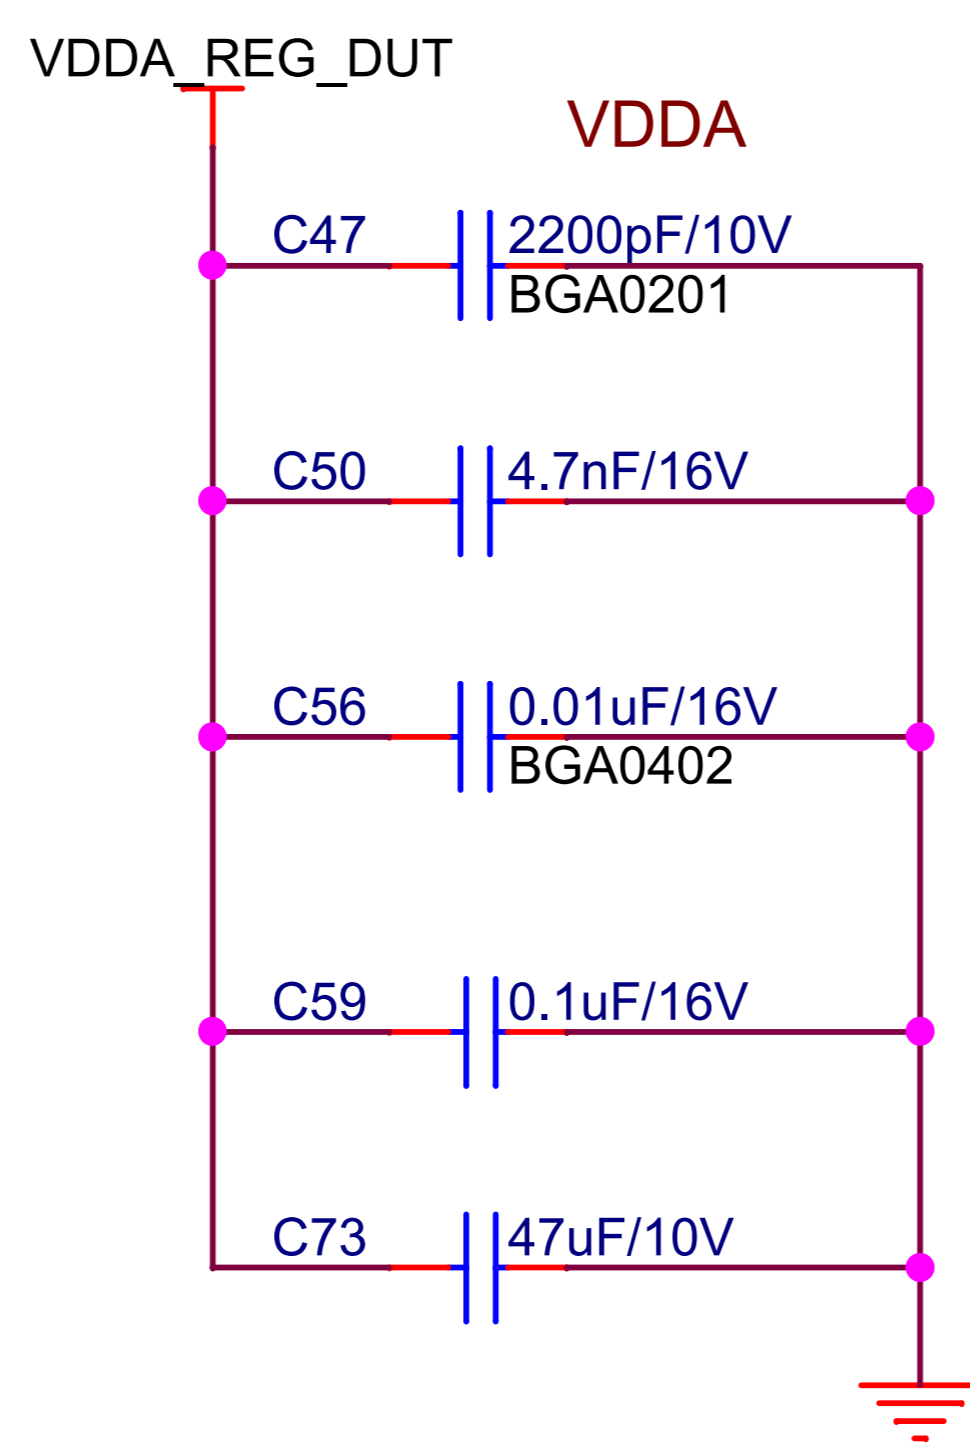 VDDA_REG_DUT
VDDA
C47 2200pF/10V
BGA0201
C50 4.7nF/16V
C56 0.01uF/16V
BGA0402
C59 0.1uF/16V
C73 47uF/10V